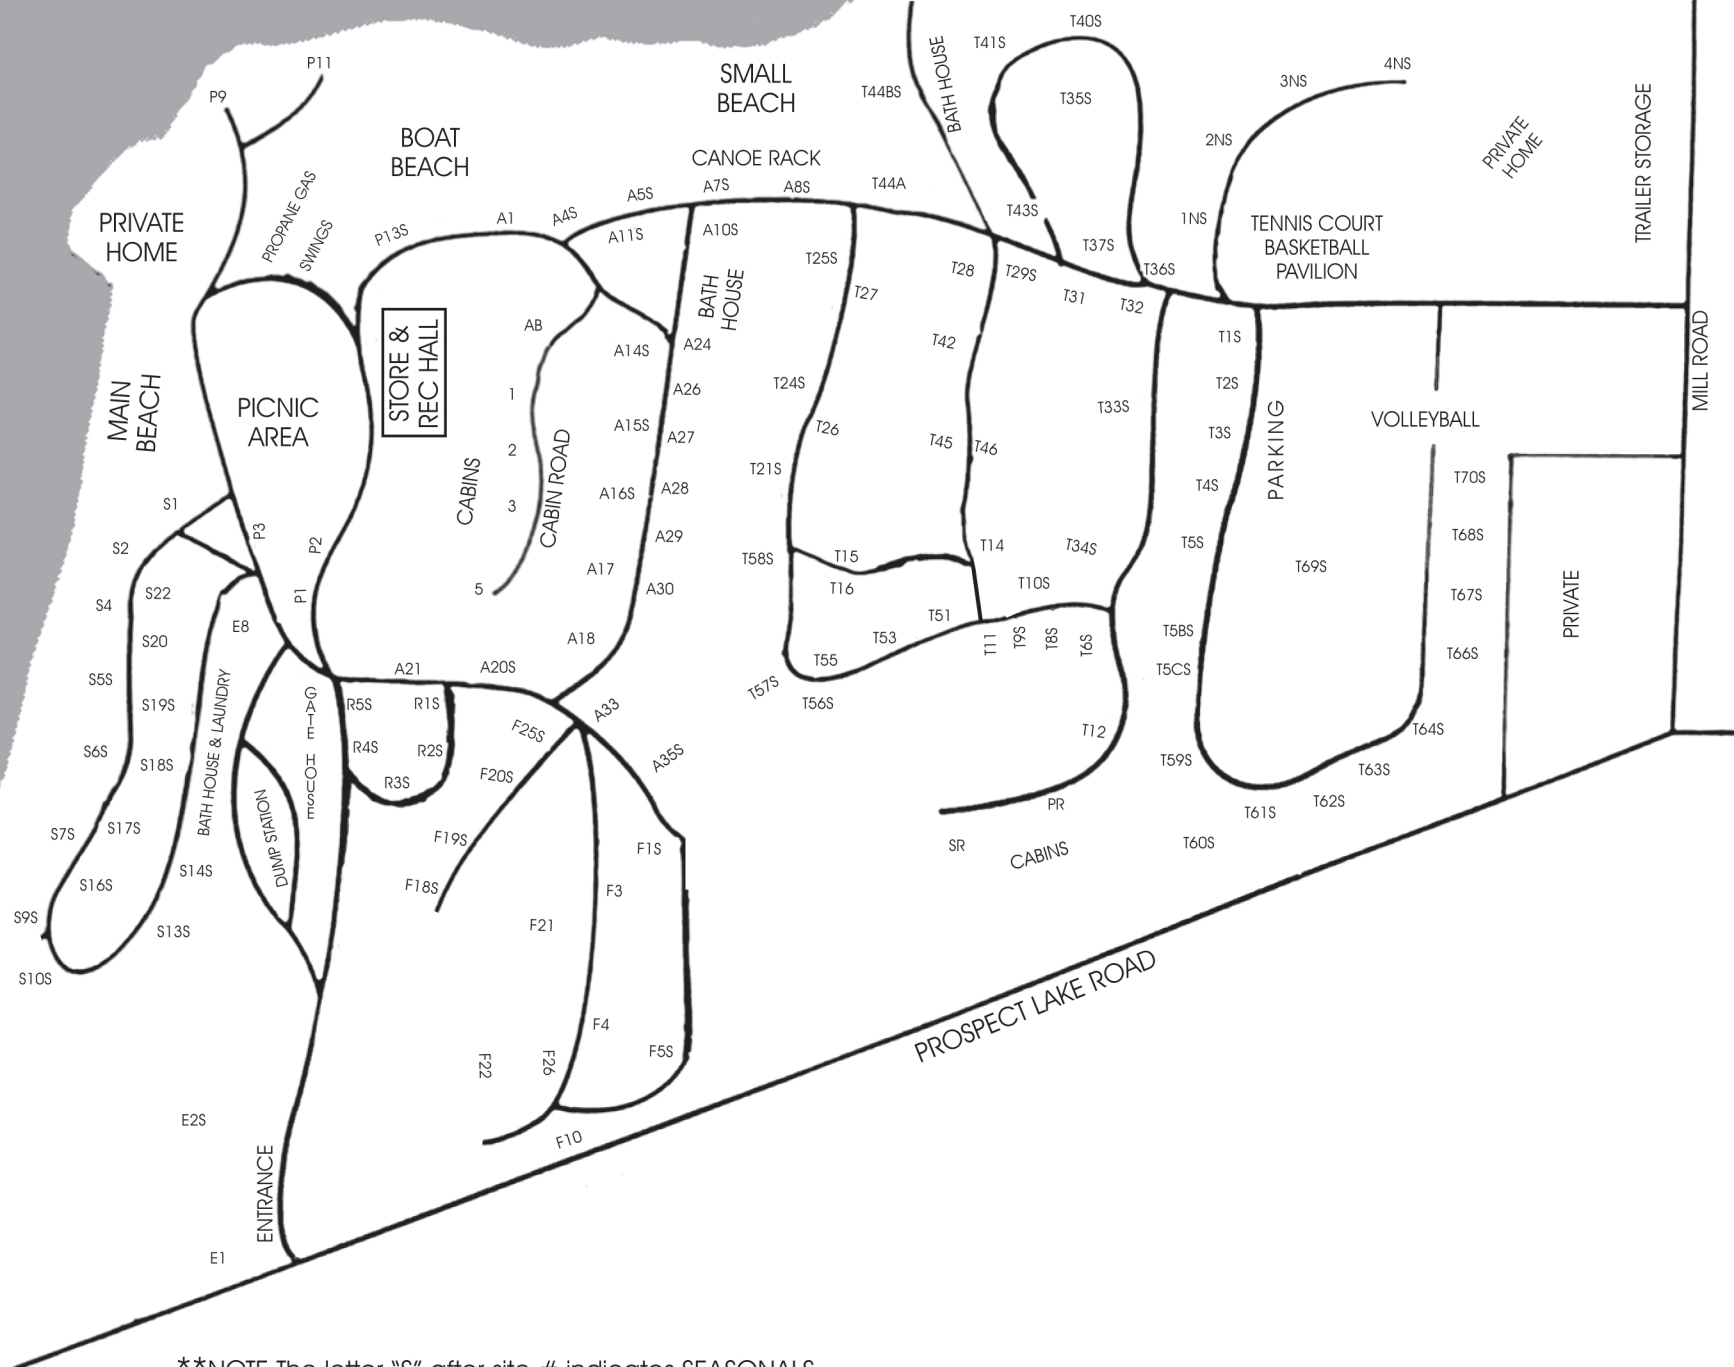 T40S
T41S
BATH HOUSE
P11
P9
4NS
3NS
SMALL
BEACH
T44BS
T35S
TRAILER STORAGE
BOAT
BEACH
2NS
PRIVATE
HOME
CANOE RACK
A5S
A7S
A8S
T44A
PROPANE GAS
SWINGS
PRIVATE
HOME
P13S
A1
A4S
A11S
A10S
T43S
T37S
1NS
TENNIS COURT
BASKETBALL
PAVILION
T25S
T28
T29S
T36S
T27
T31
T32
BATH
HOUSE
STORE &
REC HALL
AB
A14S
A24
T42
T1S
MILL ROAD
MAIN
BEACH
PICNIC
AREA
1
A26
T24S
T33S
T2S
2
A15S
A27
T26
T45
T46
T3S
PARKING
VOLLEYBALL
CABINS
CABIN ROAD
T21S
T4S
T70S
S1
3
A16S
A28
P3
P2
S2
A29
T58S
T15
T14
T34S
T5S
T68S
A17
T69S
S4
S22
P1
5
A30
T16
T10S
T67S
PRIVATE
E8
S20
A18
T51
T53
T11
T9S
T8S
T6S
T5BS
T66S
S5S
A21
A20S
T55
T5CS
S19S
BATH HOUSE & LAUNDRY
GATE HOUSE
R5S
R1S
A33
T57S
T56S
F25S
T12
T64S
S6S
S18S
R4S
R2S
A35S
F20S
R3S
T59S
T63S
DUMP STATION
PR
T62S
T61S
S7S
S17S
F19S
F1S
SR
CABINS
T60S
S16S
S14S
F18S
F3
S9S
S13S
F21
S10S
PROSPECT LAKE ROAD
F4
F22
F26
F5S
E2S
F10
ENTRANCE
E1
**NOTE The letter "S" after site # indicates SEASONALS